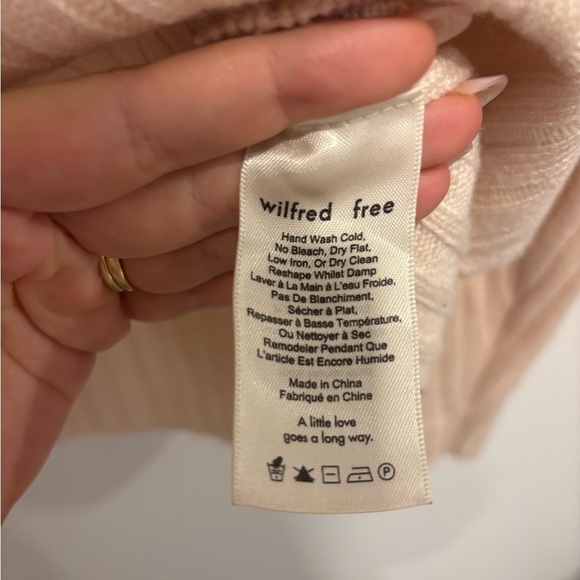 wilfred free
Hand Wash Cold,
No Bleach, Dry Flat,
Low Iron, Or Dry Clean
Reshape Whilst Damp
Laver à La Main à L'eau Froide,
Pas De Blanchiment,
Sécher à Plat,
Repasser à Basse Température,
Ou Nettoyer à Sec
Remodeler Pendant Que
L'article Est Encore Humide
Made in China
Fabriqué en Chine
A little love
goes a long way.
P